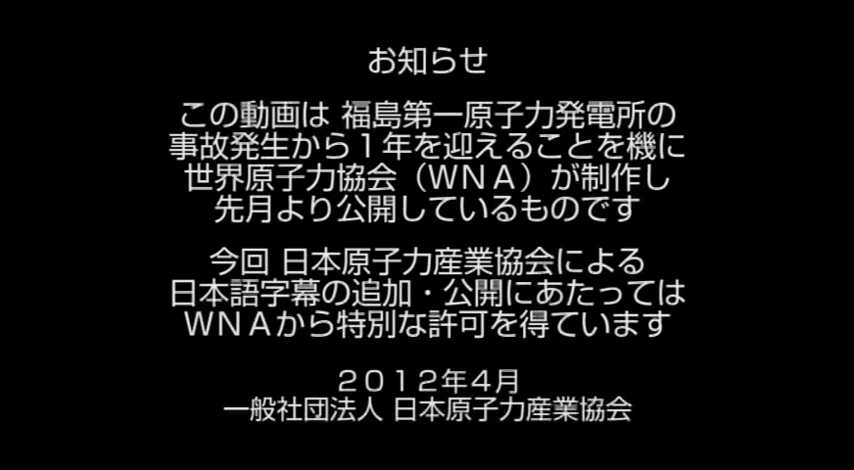 お知らせ
この動画は 福島第一原子力発電所の
事故発生から１年を迎えることを機に
世界原子力協会（ＷＮＡ）が制作し
先月より公開しているものです
今回 日本原子力産業協会による
日本語字幕の追加・公開にあたっては
ＷＮＡから特別な許可を得ています
２０１２年４月
一般社団法人 日本原子力産業協会